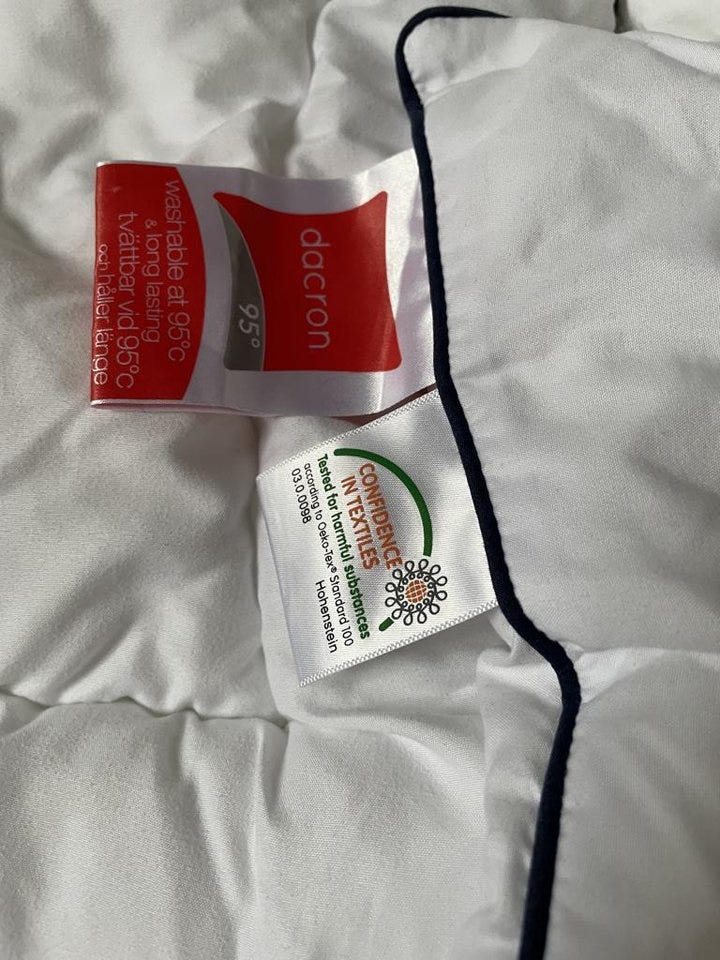 dacron
95°
washable at 95°c
& long lasting
tvättbar vid 95°c
och håller länge
CONFIDENCE
IN TEXTILES
Tested for harmful substances
according to Oeko-Tex® Standard 100
03.0.0098 Hohenstein